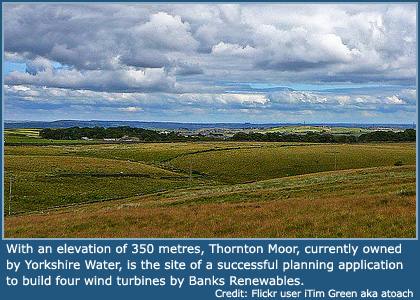 With an elevation of 350 metres, Thornton Moor, currently owned
by Yorkshire Water, is the site of a successful planning application
to build four wind turbines by Banks Renewables.
Credit: Flickr user iTim Green aka atoach